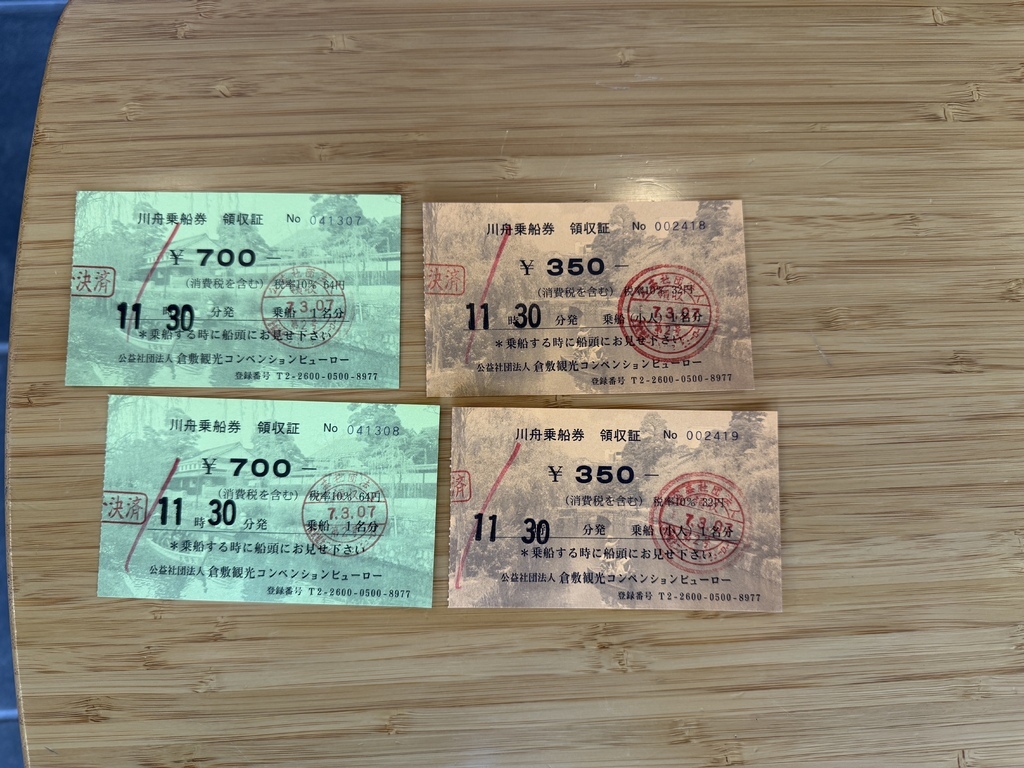 川舟乗船券 領収証 No 041307
¥ 700 —
(消費税を含む) 税率10% 64円
決済
7.3.07
11 時 30 分発 乗船 1名分
＊乗船する時に船頭にお見せ下さい
公益社団法人 倉敷観光コンベンションビューロー
登録番号 T2-2600-0500-8977
川舟乗船券 領収証 No 002418
¥ 350 —
(消費税を含む) 税率10% 32円
決済
7.3.07
11 時 30 分発 乗船 (小人) 1名分
＊乗船する時に船頭にお見せ下さい
公益社団法人 倉敷観光コンベンションビューロー
登録番号 T2-2600-0500-8977
川舟乗船券 領収証 No 041308
¥ 700 —
(消費税を含む) 税率10% 64円
決済
7.3.07
11 時 30 分発 乗船 1名分
＊乗船する時に船頭にお見せ下さい
公益社団法人 倉敷観光コンベンションビューロー
登録番号 T2-2600-0500-8977
川舟乗船券 領収証 No 002419
¥ 350 —
(消費税を含む) 税率10% 32円
済
7.3.07
11 30 分発 乗船 (小人) 1名分
＊乗船する時に船頭にお見せ下さい
公益社団法人 倉敷観光コンベンションビューロー
登録番号 T2-2600-0500-8977